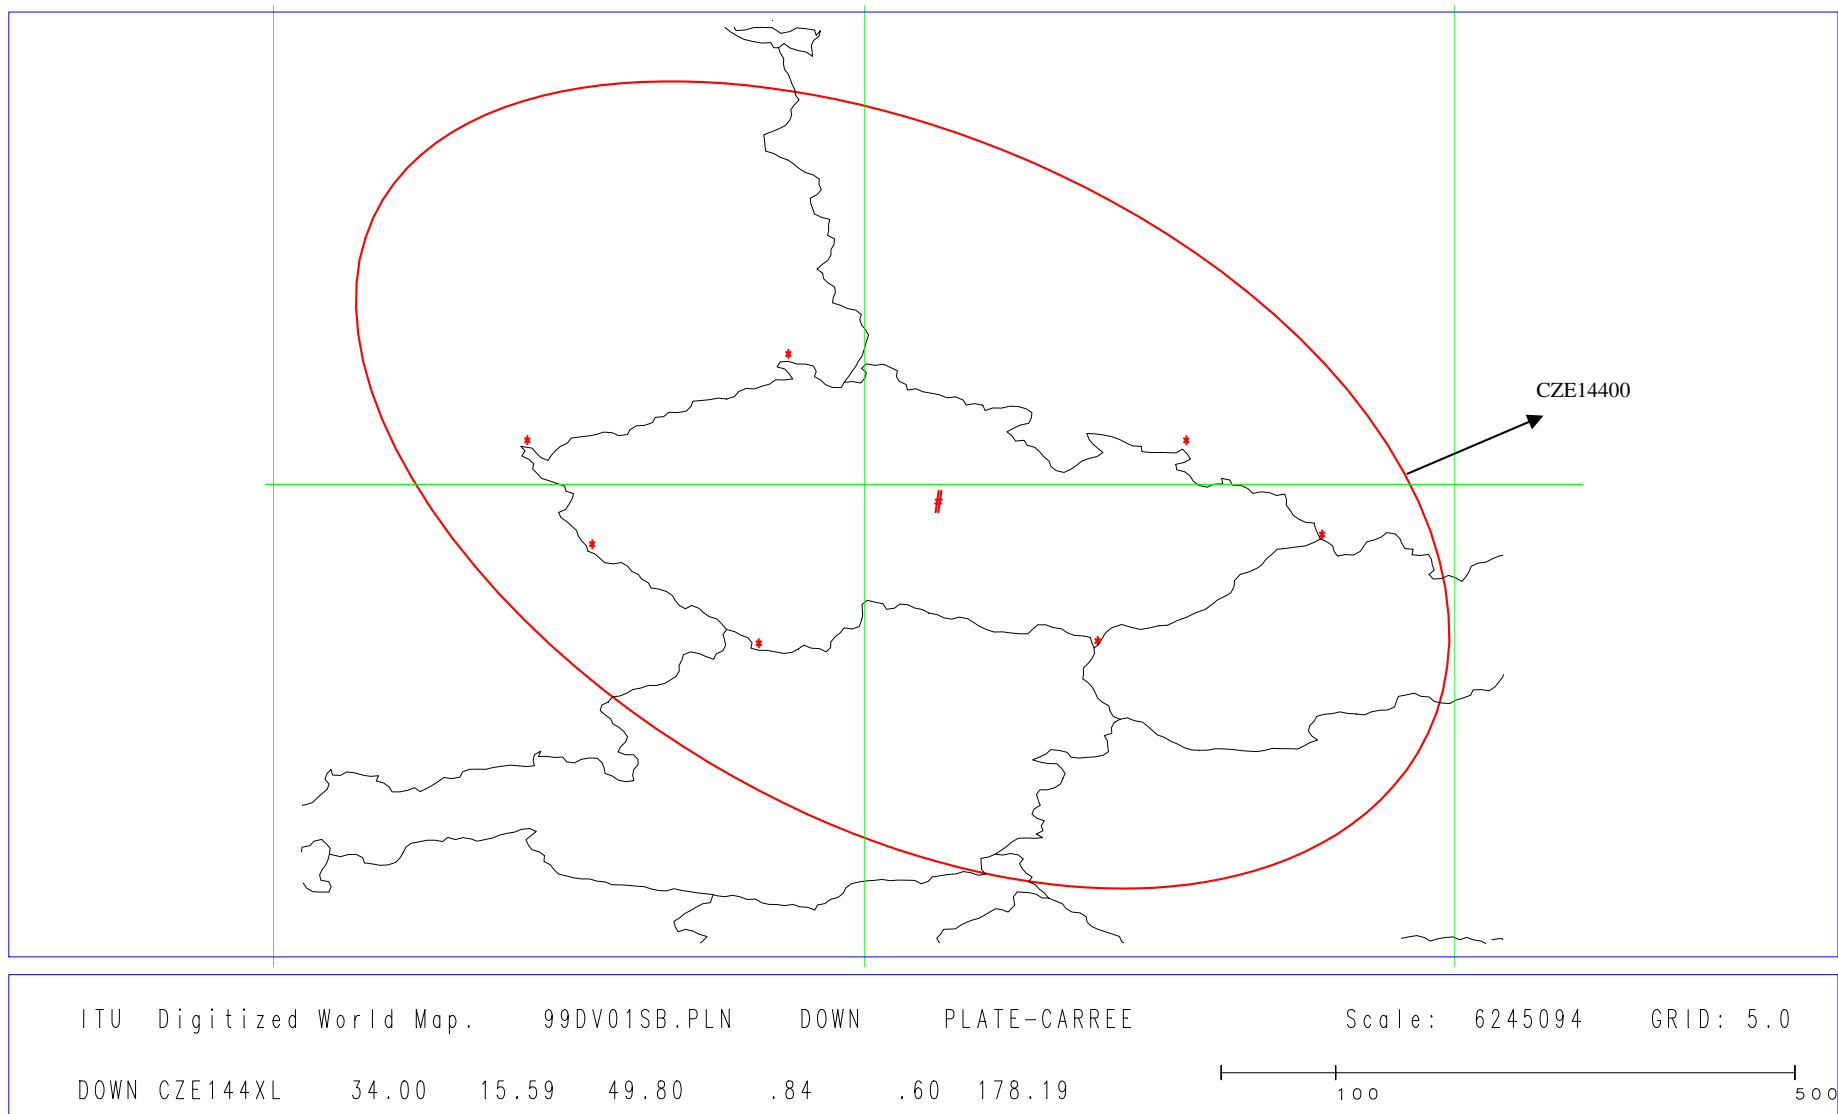 CZE14400
ITU Digitized World Map. 99DV01SB.PLN DOWN PLATE-CARREE Scale: 6245094 GRID: 5.0
DOWN CZE144XL 34.00 15.59 49.80 .84 .60 178.19
100 500